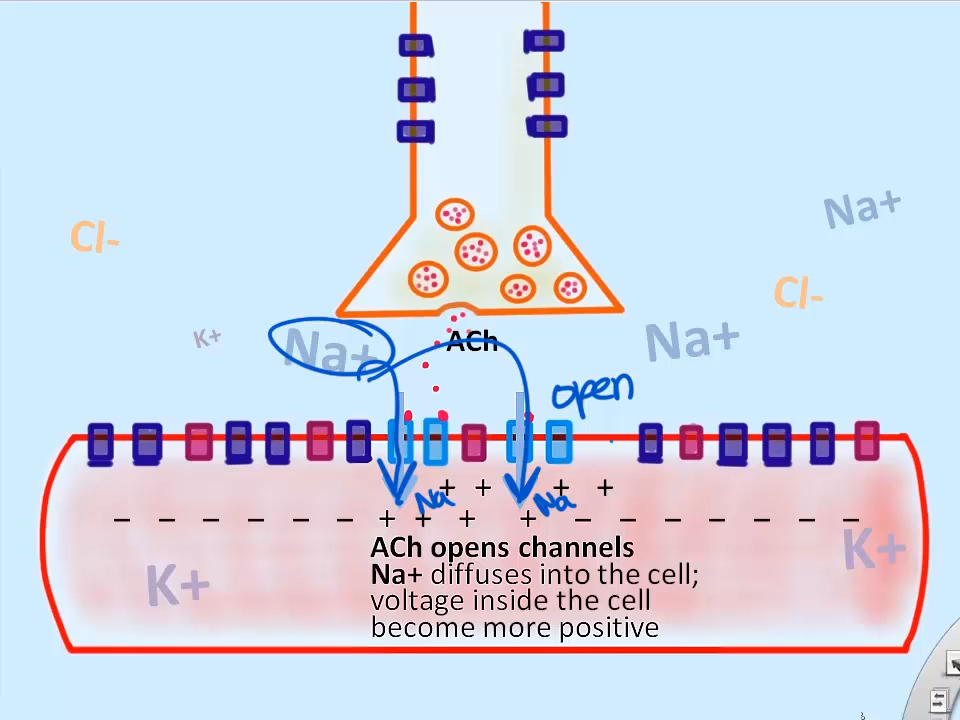 Na+
Cl-
Cl-
K+
Na+
ACh
Na+
open
+ + + +
Na
Na
– – – – – – + + + + – – – – – – –
ACh opens channels
Na+ diffuses into the cell;
voltage inside the cell
become more positive
K+
K+